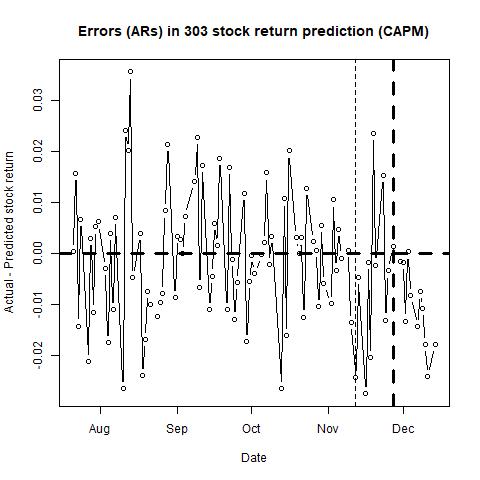 Errors (ARs) in 303 stock return prediction (CAPM)
Actual - Predicted stock return
0.03
0.02
0.01
0.00
-0.01
-0.02
Aug Sep Oct Nov Dec
Date